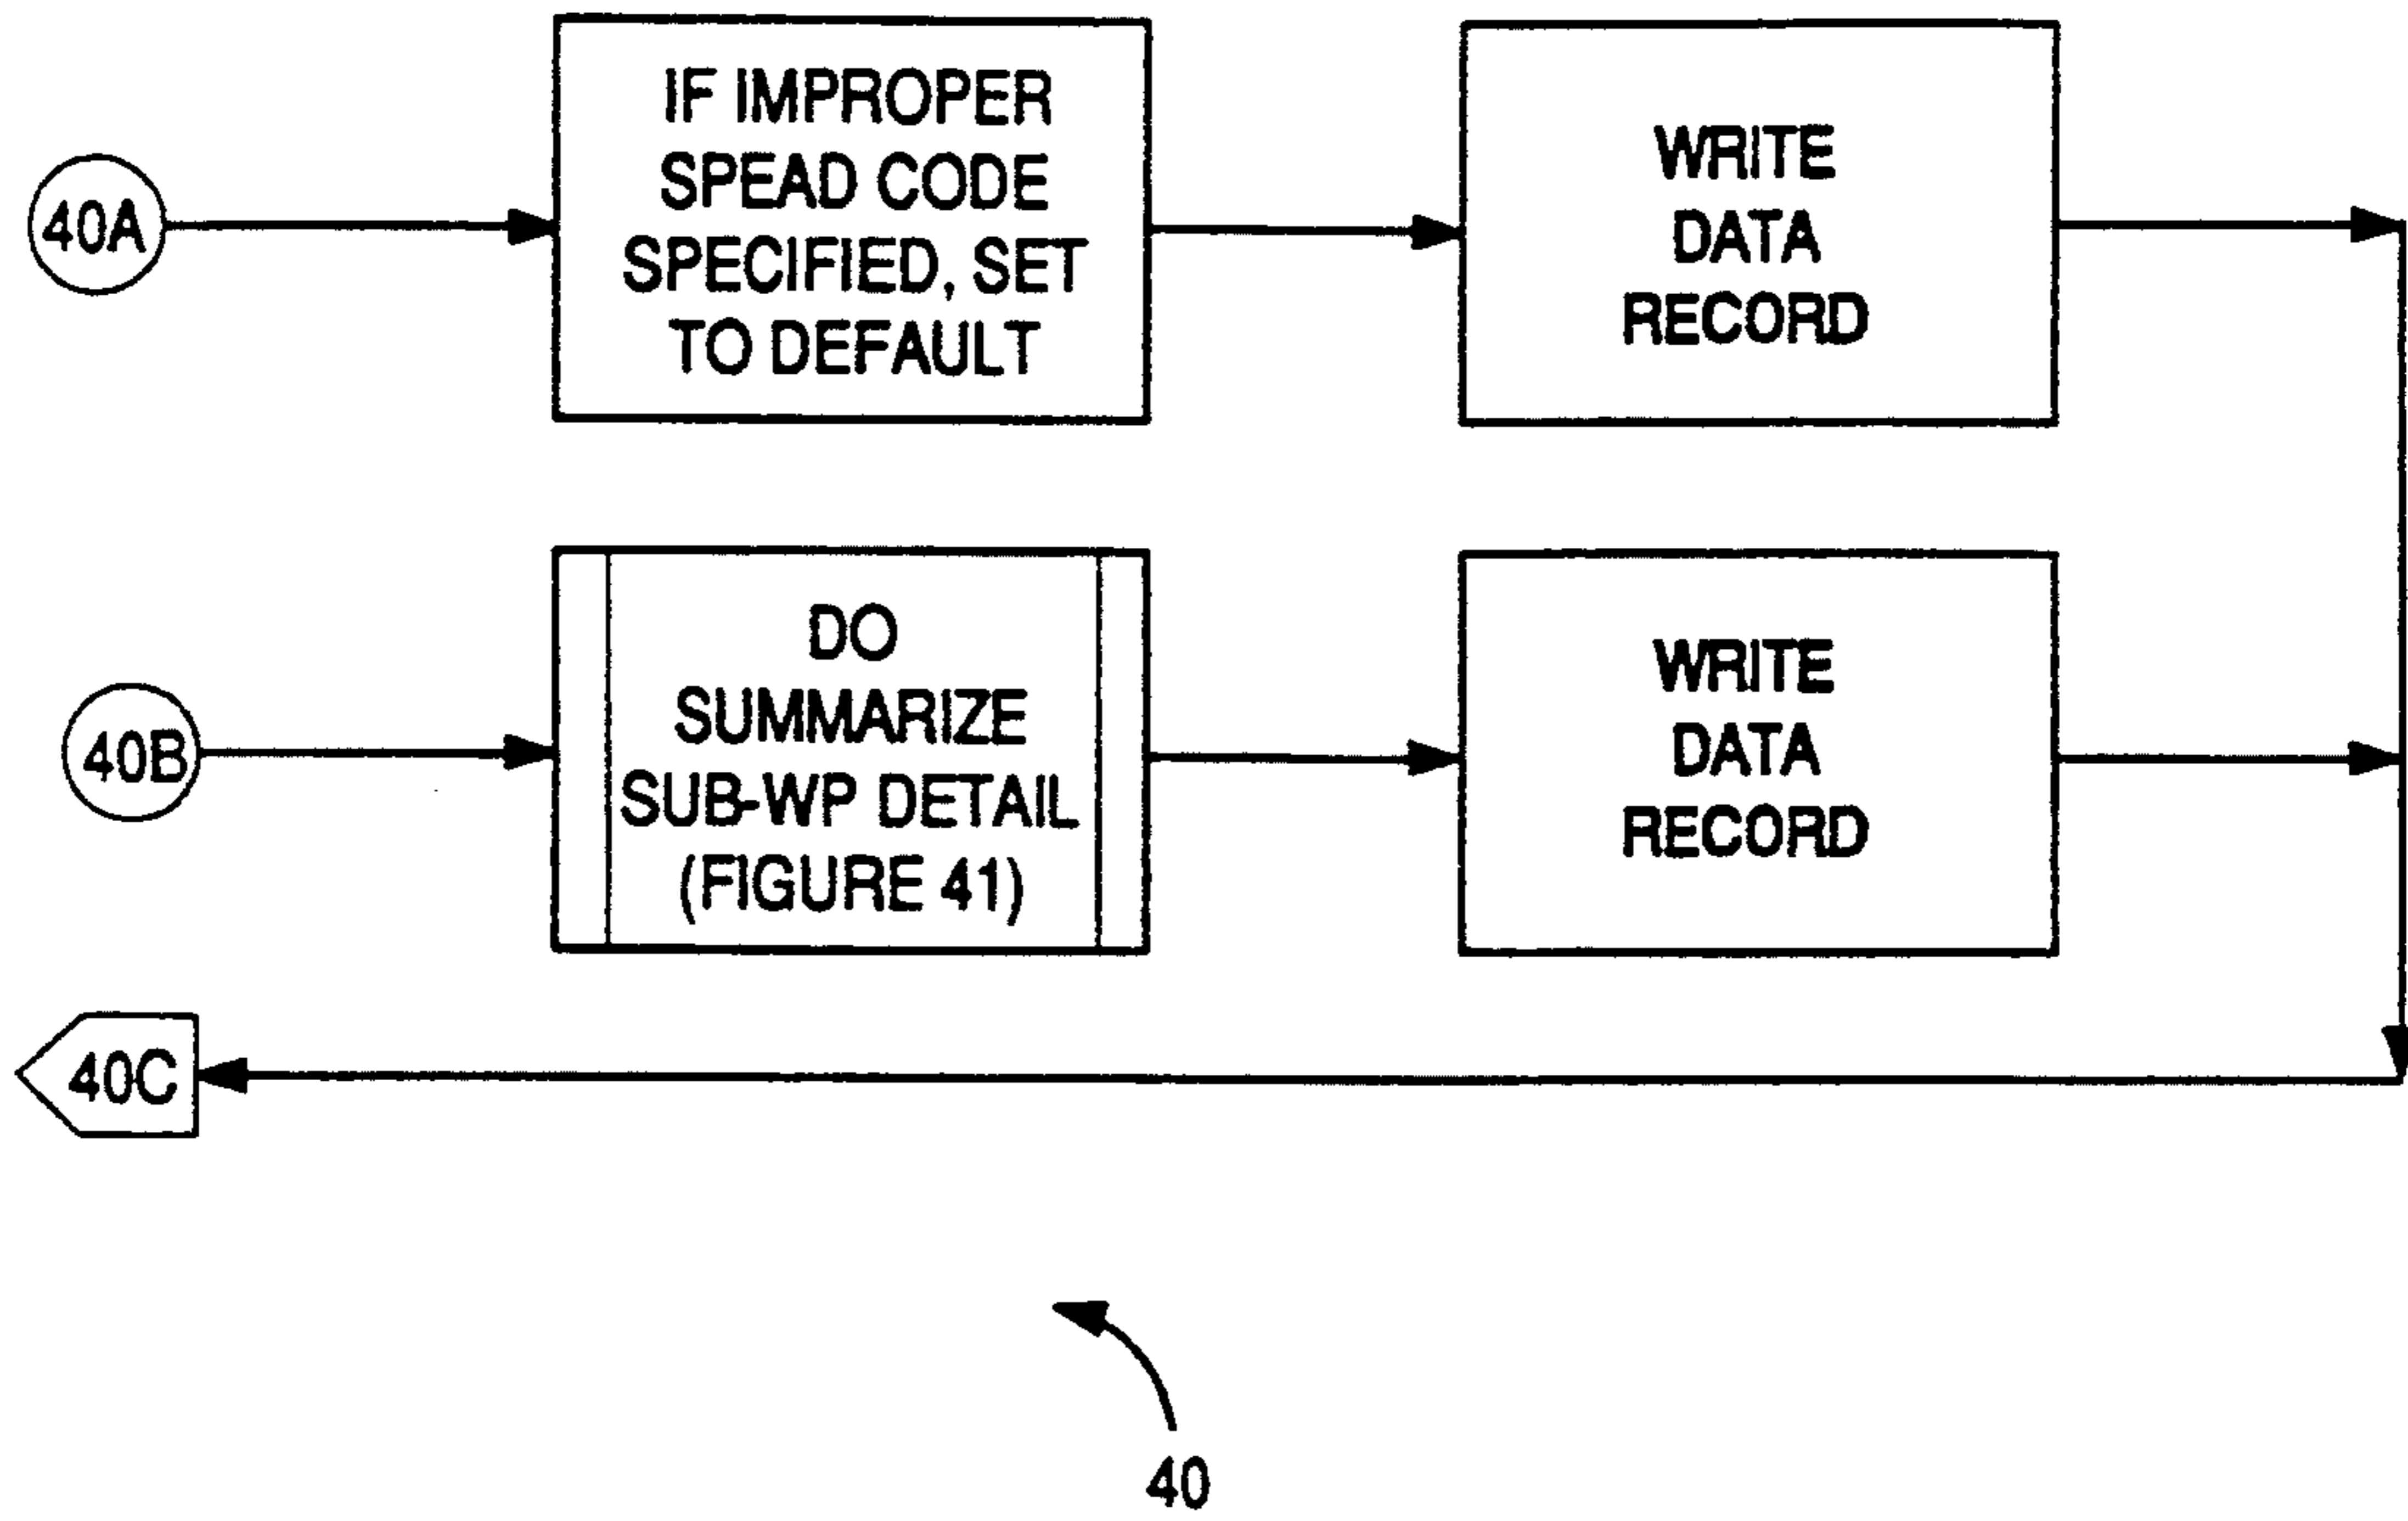 40A
IF IMPROPER
SPEAD CODE
SPECIFIED, SET
TO DEFAULT
WRITE
DATA
RECORD
40B
DO
SUMMARIZE
SUB-WP DETAIL
(FIGURE 41)
WRITE
DATA
RECORD
40C
40